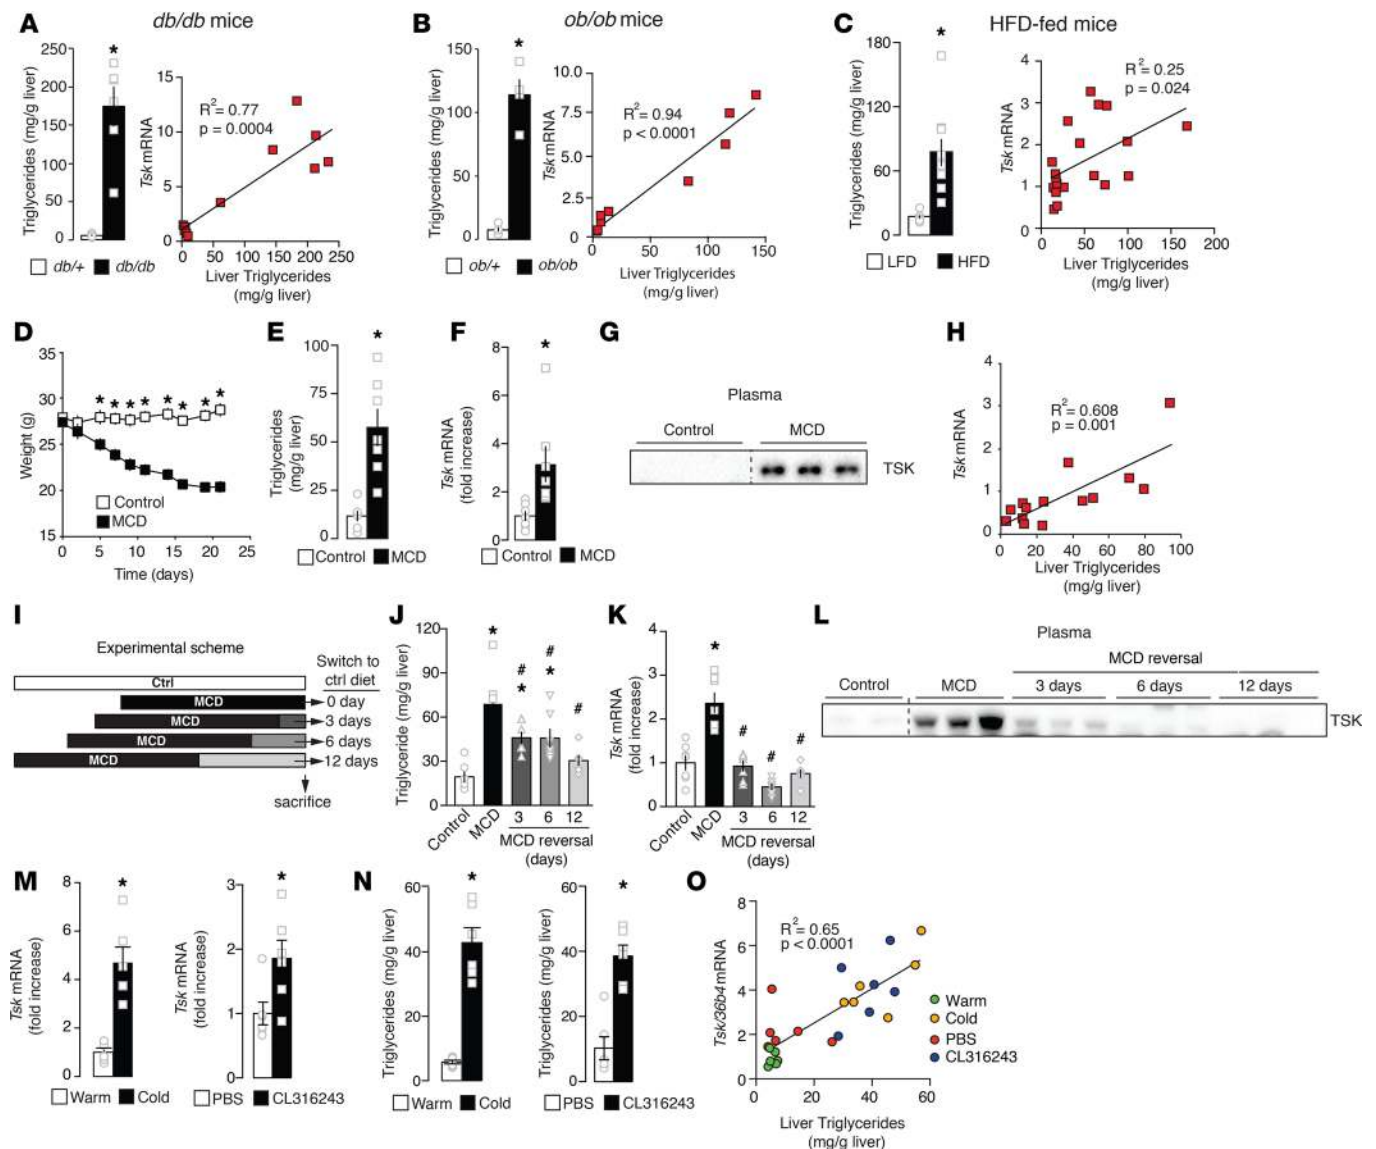 A
db/db mice
250
200
150
100
50
0
Triglycerides (mg/g liver)
*
db/+
db/db
15
10
5
0
Tsk mRNA
R2= 0.77
p = 0.0004
0
50
100
150
200
250
Liver Triglycerides
(mg/g liver)
B
ob/ob mice
150
100
50
0
Triglycerides (mg/g liver)
*
ob/+
ob/ob
10.0
7.5
5.0
2.5
0
Tsk mRNA
R2= 0.94
p < 0.0001
0
50
100
150
Liver Triglycerides
(mg/g liver)
C
HFD-fed mice
180
120
60
0
Triglycerides (mg/g liver)
*
LFD
HFD
4
3
2
1
0
Tsk mRNA
R2= 0.25
p = 0.024
0
50
100
150
200
Liver Triglycerides
(mg/g liver)
D
35
30
25
20
15
Weight (g)
* * * * * * * *
Control
MCD
0 5 10 15 20 25
Time (days)
E
100
75
50
25
0
Triglycerides
(mg/g liver)
*
Control
MCD
F
8
6
4
2
0
Tsk mRNA
(fold increase)
*
Control
MCD
G
Plasma
Control
MCD
TSK
H
4
3
2
1
0
Tsk mRNA
R2= 0.608
p = 0.001
0 20 40 60 80 100
Liver Triglycerides
(mg/g liver)
I
Experimental scheme
Switch to
ctrl diet
Ctrl
MCD
0 day
MCD
3 days
MCD
6 days
MCD
12 days
sacrifice
J
120
90
60
30
0
Triglyceride (mg/g liver)
*
#
*
#
*
#
Control
MCD
3 6 12
MCD reversal
(days)
K
4
3
2
1
0
Tsk mRNA
(fold increase)
*
# # #
Control
MCD
3 6 12
MCD reversal
(days)
L
Plasma
MCD reversal
Control
MCD
3 days
6 days
12 days
TSK
M
8
6
4
2
0
Tsk mRNA
(fold increase)
*
Warm
Cold
3
2
1
0
Tsk mRNA
(fold increase)
*
PBS
CL316243
N
60
40
20
0
Triglycerides (mg/g liver)
*
Warm
Cold
60
40
20
0
Triglycerides (mg/g liver)
*
PBS
CL316243
O
8
6
4
2
0
Tsk/36b4 mRNA
R2= 0.65
p < 0.0001
Warm
Cold
PBS
CL316243
0 20 40 60
Liver Triglycerides
(mg/g liver)